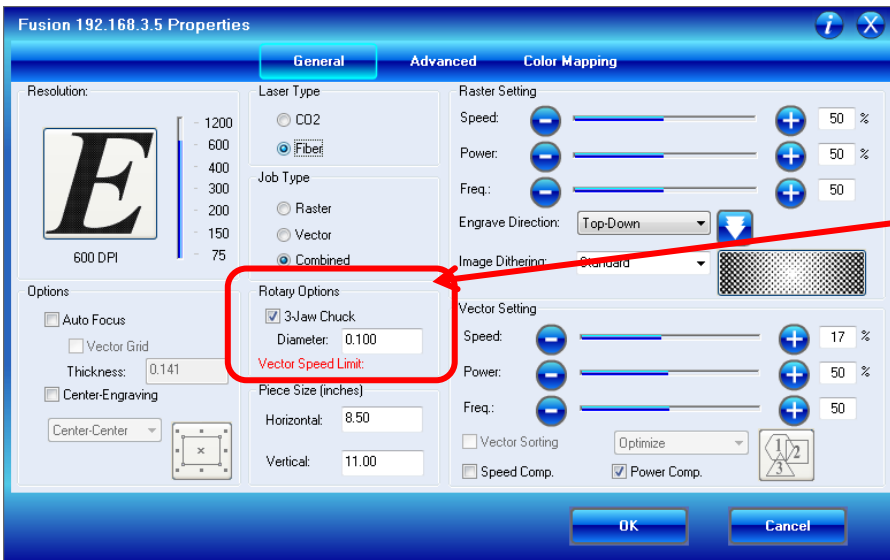 Fusion 192.168.3.5 Properties
General Advanced Color Mapping
Resolution:
1200
600
400
300
200
150
75
600 DPI
Laser Type
CO2
Fiber
Job Type
Raster
Vector
Combined
Raster Setting
Speed: 50 %
Power: 50 %
Freq.: 50
Engrave Direction: Top-Down
Image Dithering: Standard
Options
Auto Focus
Vector Grid
Thickness: 0.141
Center-Engraving
Center-Center
Rotary Options
3-Jaw Chuck
Diameter: 0.100
Vector Speed Limit:
Piece Size (inches)
Horizontal: 8.50
Vertical: 11.00
Vector Setting
Speed: 17 %
Power: 50 %
Freq.: 50
Vector Sorting Optimize
Speed Comp. Power Comp.
1 2
3
OK Cancel